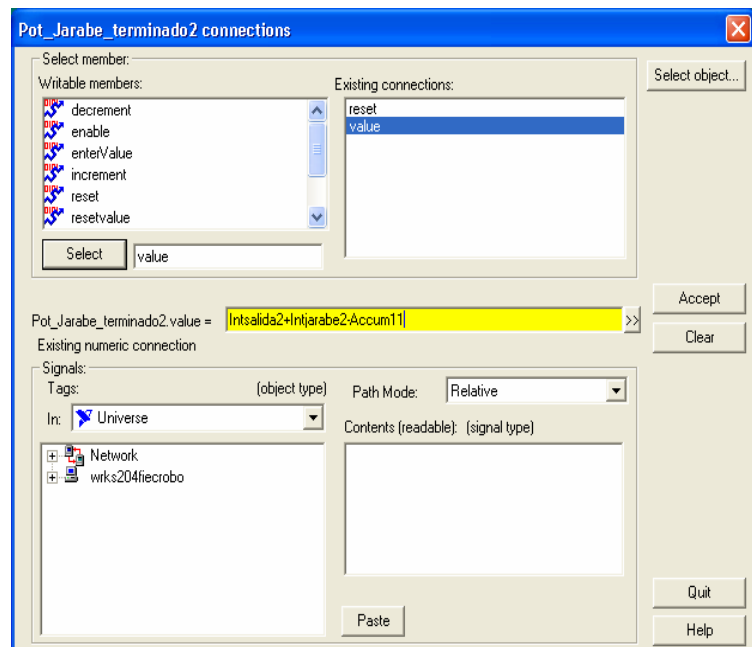 Pot_Jarabe_terminado2 connections
Select member:
Writable members:
Existing connections:
Select object...
decrement
enable
enterValue
increment
reset
resetvalue
reset
value
Select
value
Pot_Jarabe_terminado2.value =
Intsalida2+Intjarabe2-Accum11
>>
Accept
Clear
Existing numeric connection
Signals:
Tags:
(object type)
Path Mode:
Relative
In:
Universe
Contents (readable): (signal type)
Network
wrks204fiecrobo
Paste
Quit
Help